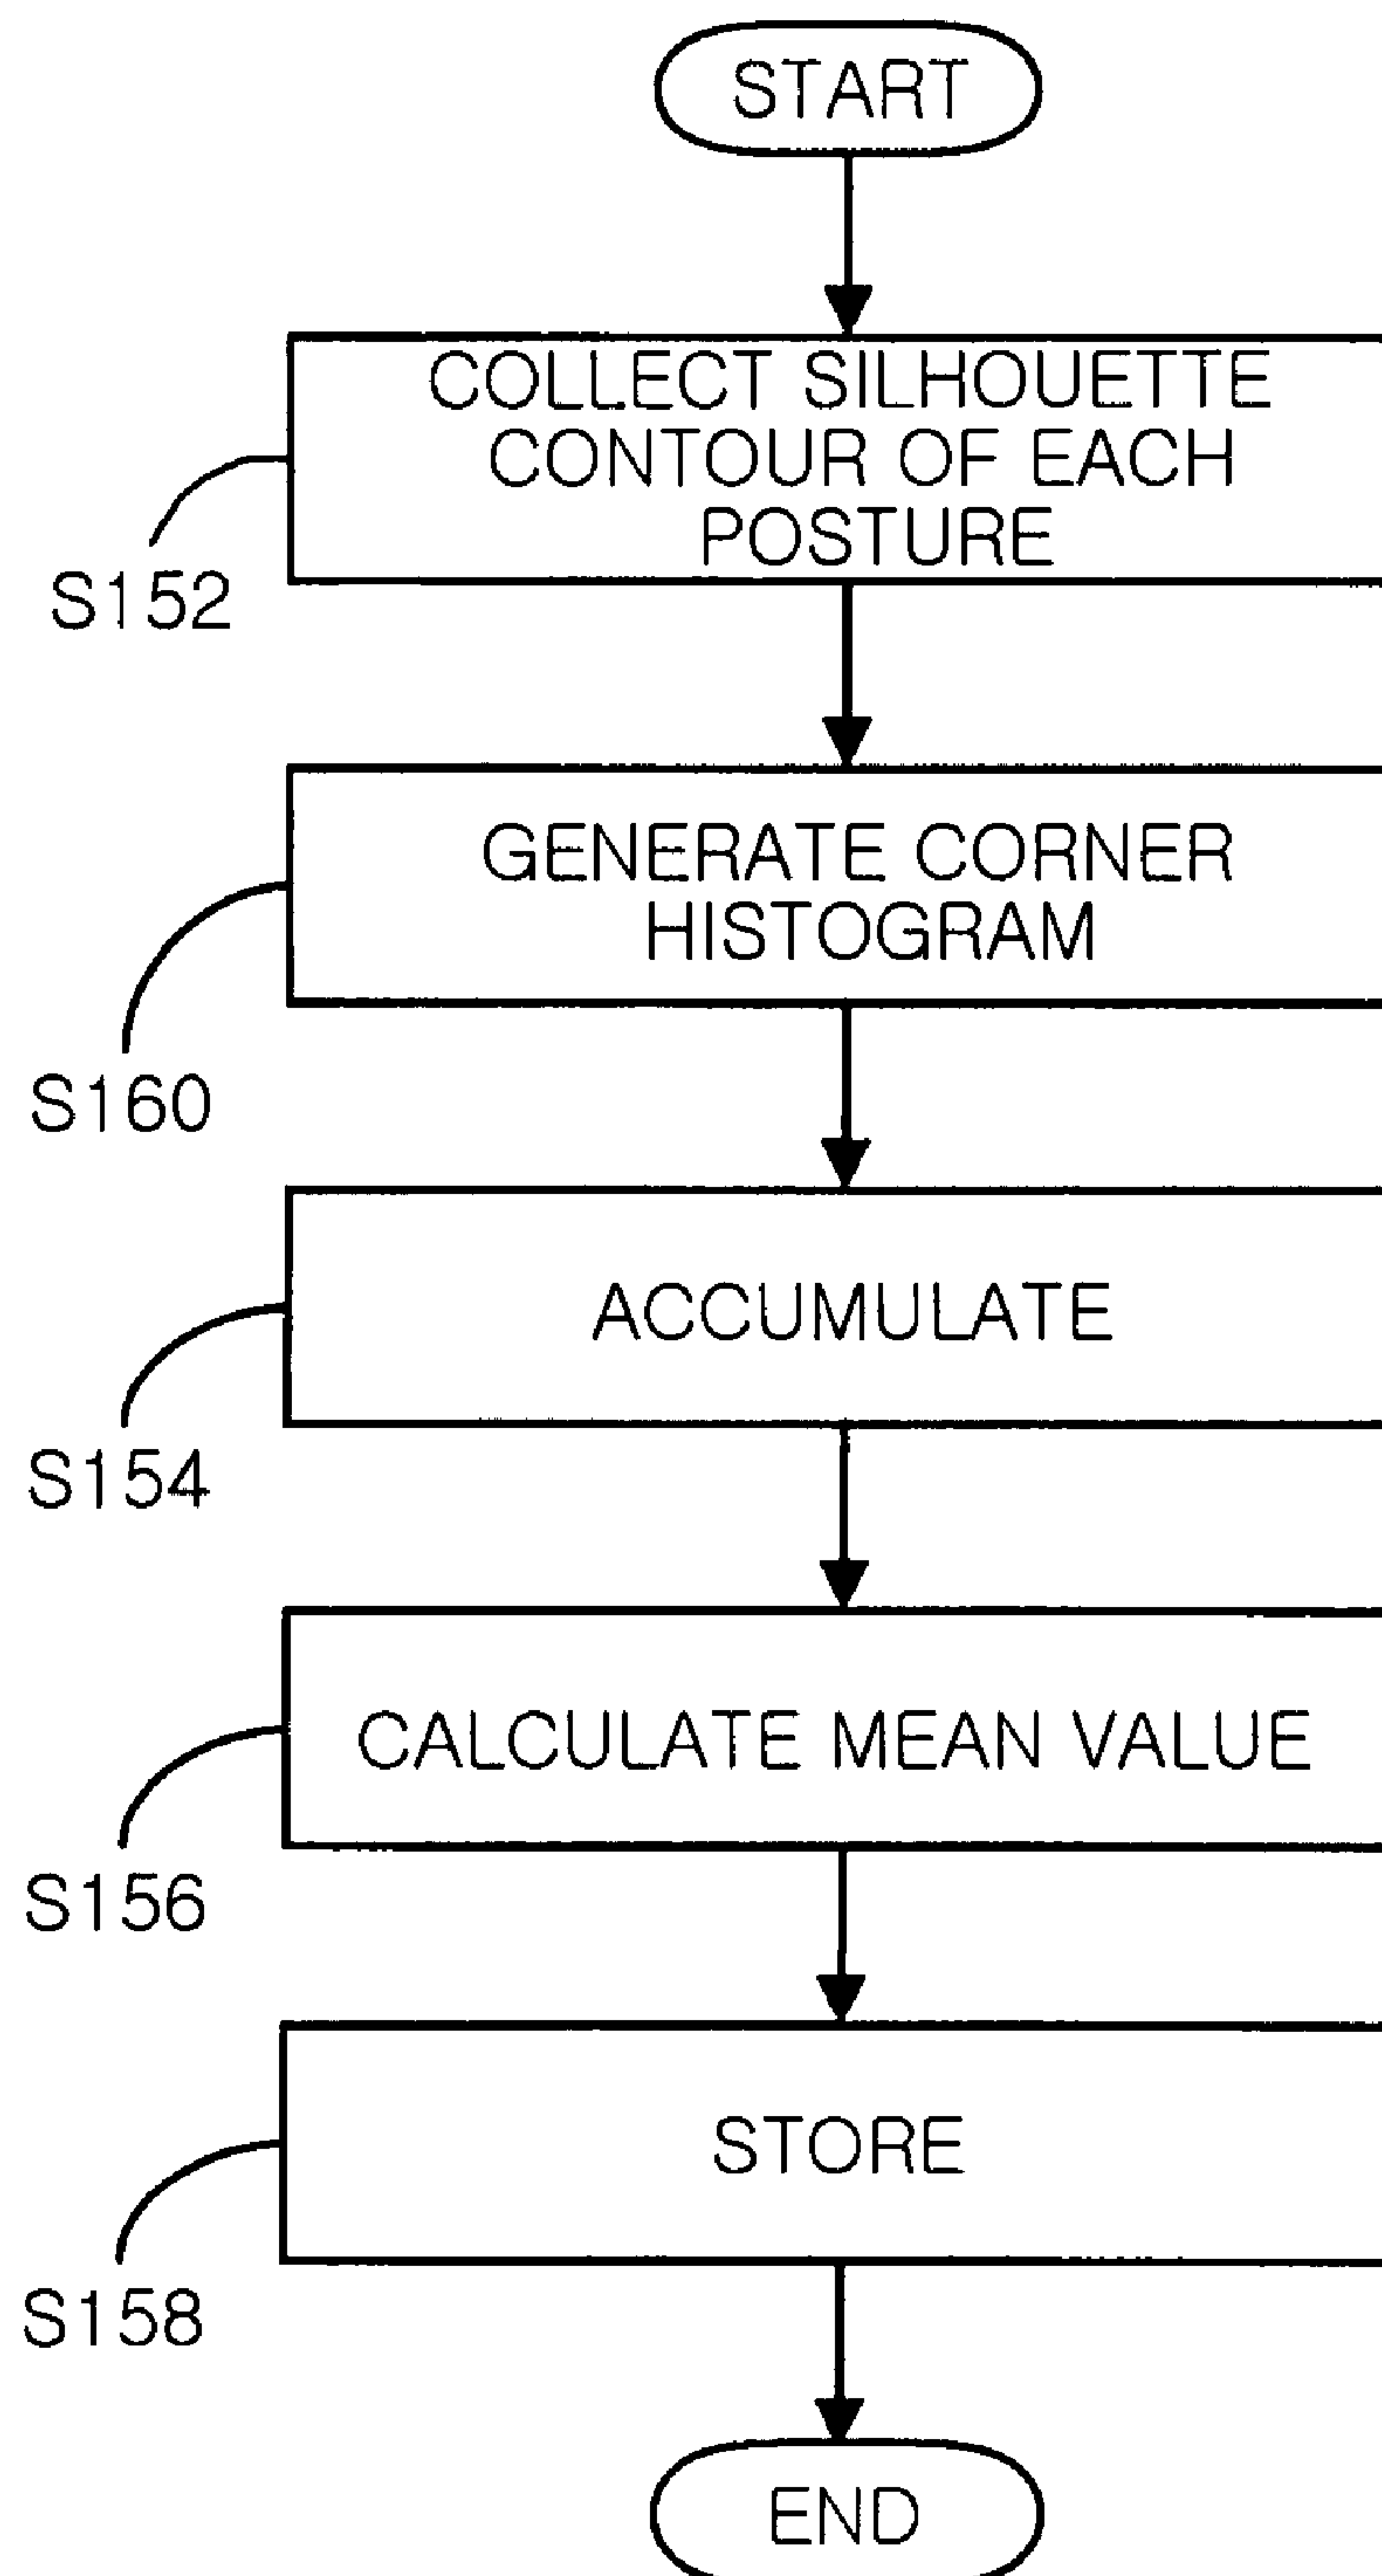 START
COLLECT SILHOUETTE
CONTOUR OF EACH
POSTURE
S152
GENERATE CORNER
HISTOGRAM
S160
ACCUMULATE
S154
CALCULATE MEAN VALUE
S156
STORE
S158
END